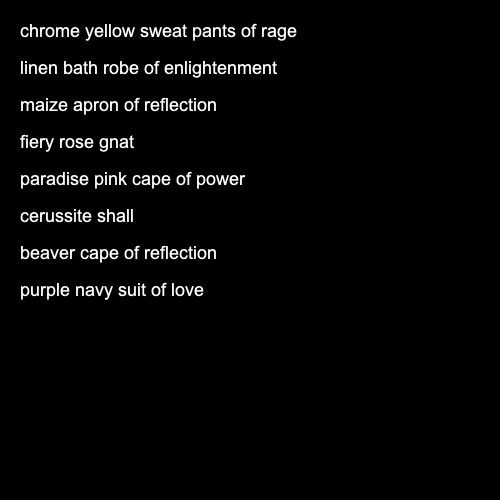 chrome yellow sweat pants of rage
linen bath robe of enlightenment
maize apron of reflection
fiery rose gnat
paradise pink cape of power
cerussite shall
beaver cape of reflection
purple navy suit of love